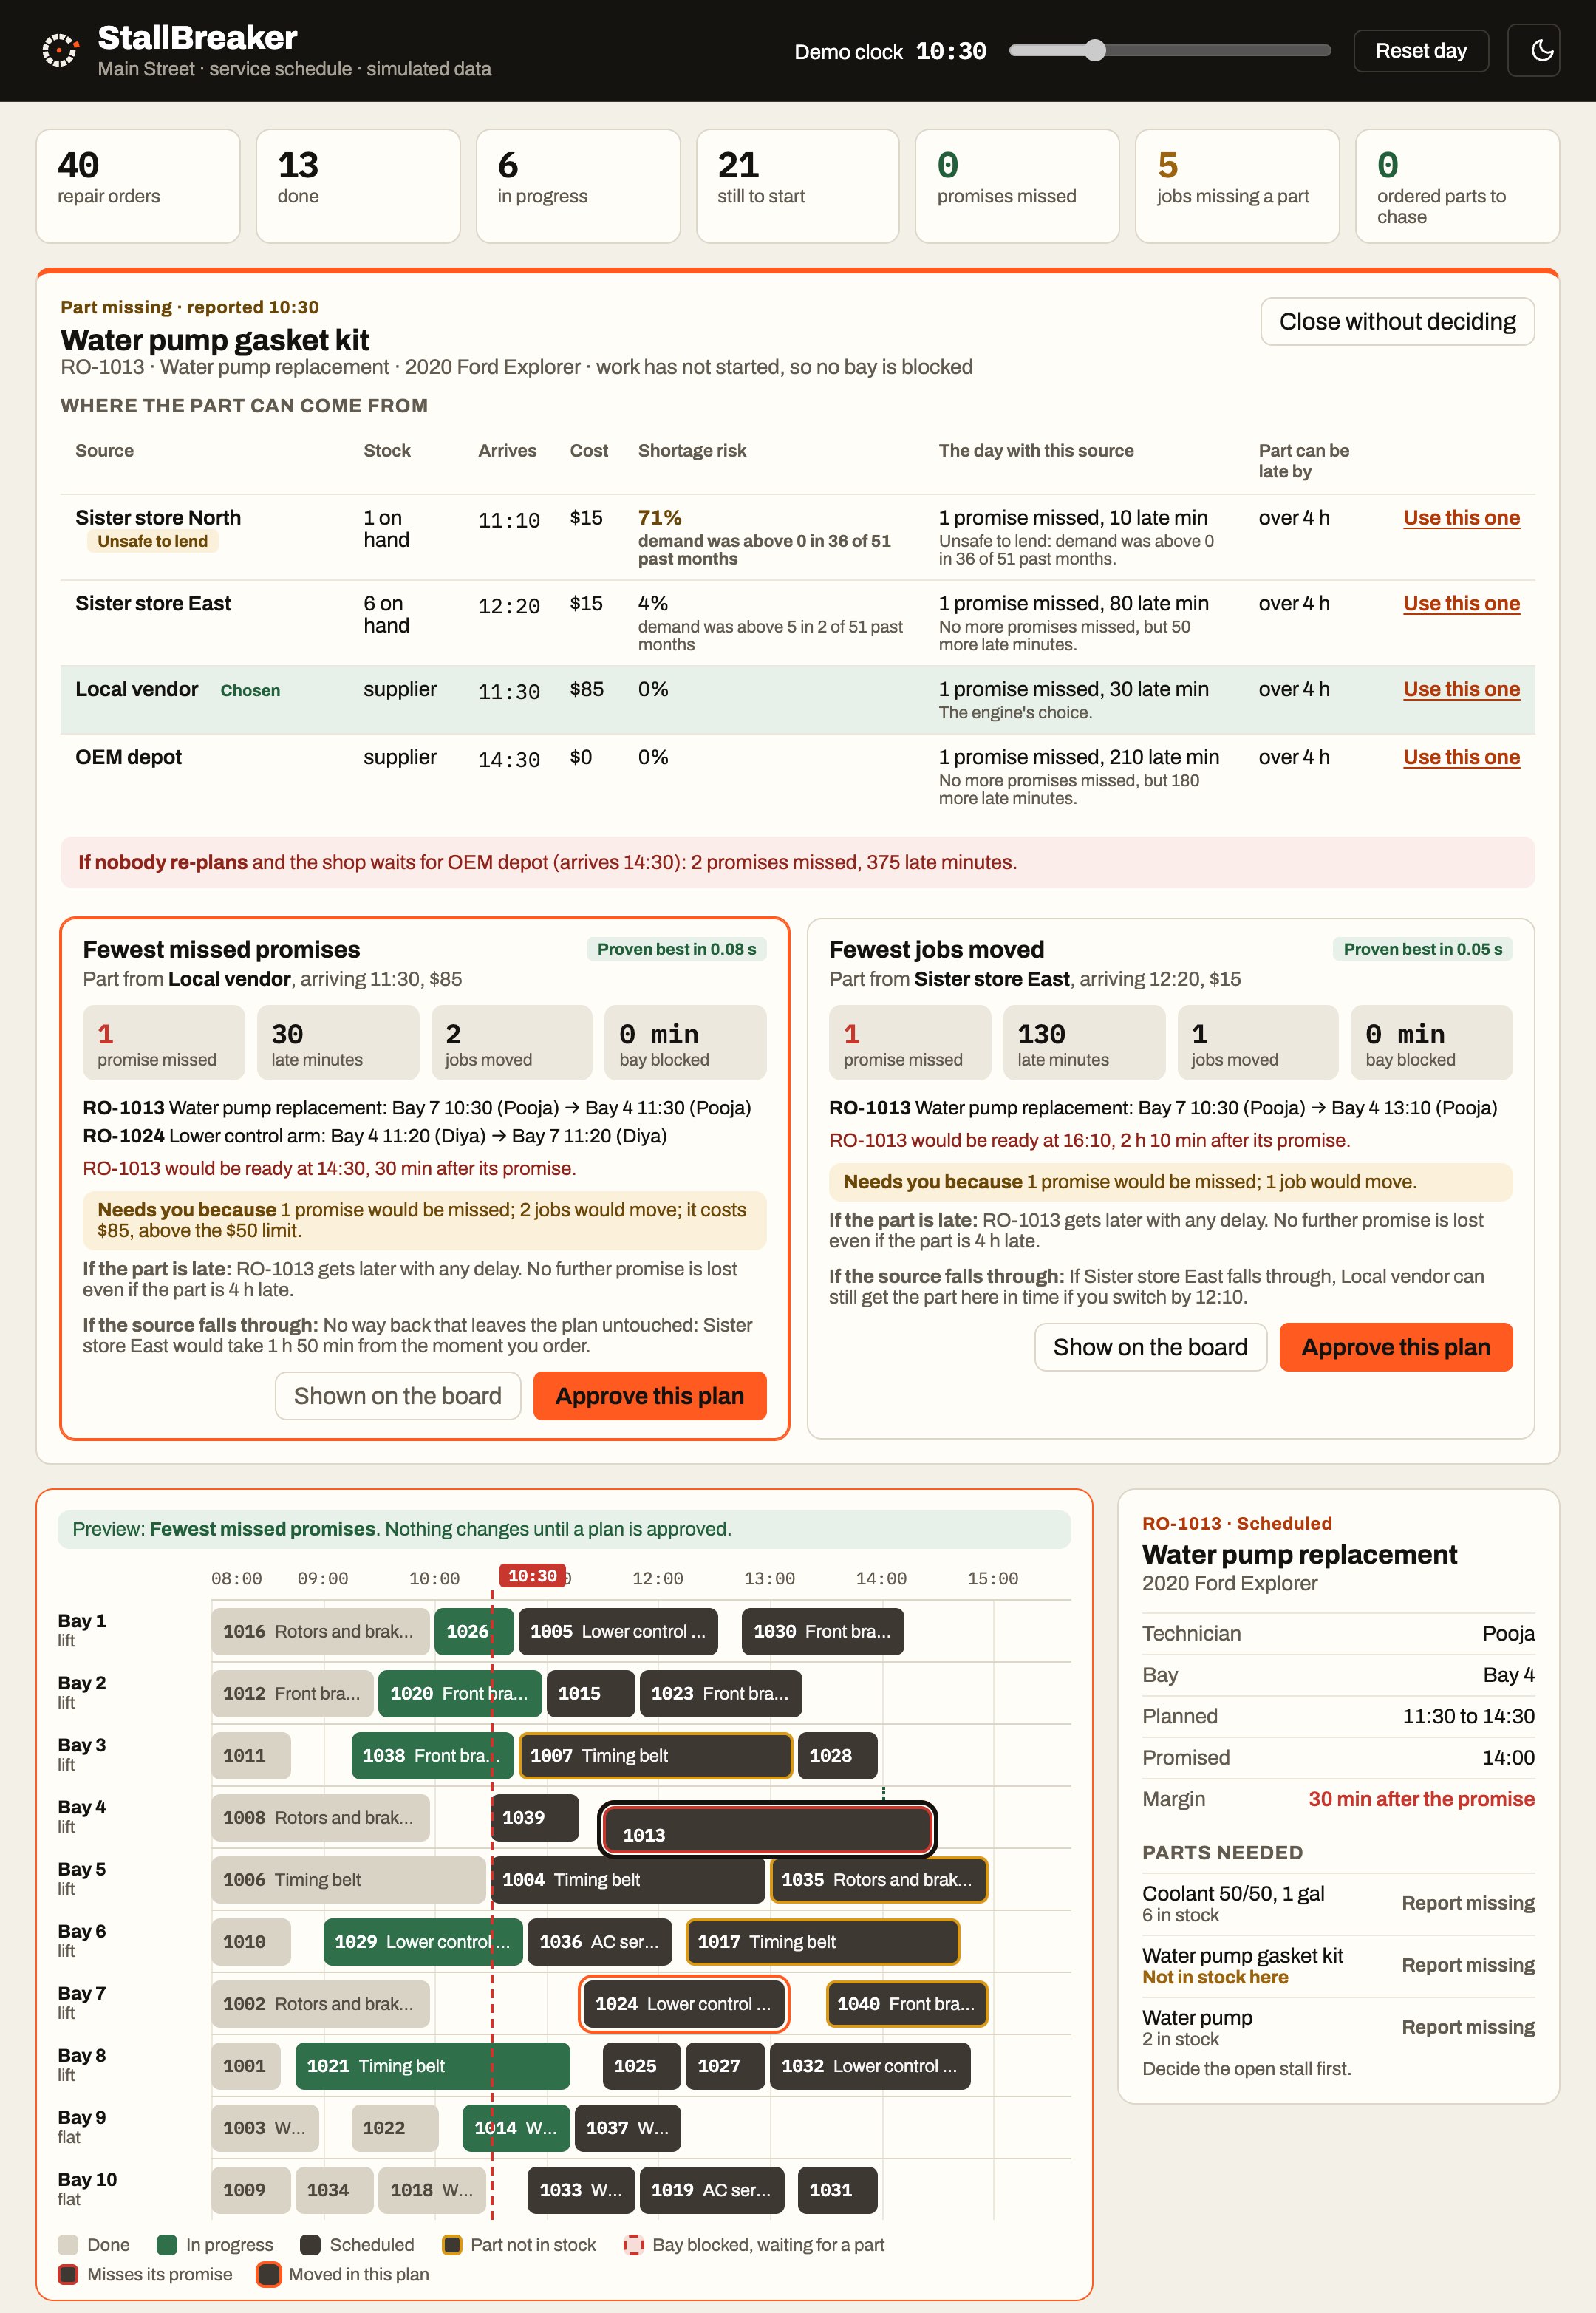 StallBreaker
Main Street · service schedule · simulated data
Demo clock 10:30
Reset day
40
repair orders
13
done
6
in progress
21
still to start
0
promises missed
5
jobs missing a part
0
ordered parts to
chase
Part missing · reported 10:30
Water pump gasket kit
RO-1013 · Water pump replacement · 2020 Ford Explorer · work has not started, so no bay is blocked
Close without deciding
WHERE THE PART CAN COME FROM
Source Stock Arrives Cost Shortage risk The day with this source Part can be
late by
Sister store North 1 on 11:10 $15 71% 1 promise missed, 10 late min over 4 h Use this one
Unsafe to lend hand demand was above 0 in 36 of 51 Unsafe to lend: demand was above 0
past months in 36 of 51 past months.
Sister store East 6 on 12:20 $15 4% 1 promise missed, 80 late min over 4 h Use this one
hand demand was above 5 in 2 of 51 past No more promises missed, but 50
months more late minutes.
Local vendor Chosen supplier 11:30 $85 0% 1 promise missed, 30 late min over 4 h Use this one
The engine's choice.
OEM depot supplier 14:30 $0 0% 1 promise missed, 210 late min over 4 h Use this one
No more promises missed, but 180
more late minutes.
If nobody re-plans and the shop waits for OEM depot (arrives 14:30): 2 promises missed, 375 late minutes.
Fewest missed promises Proven best in 0.08 s
Part from Local vendor, arriving 11:30, $85
1 30 2 0 min
promise missed late minutes jobs moved bay blocked
RO-1013 Water pump replacement: Bay 7 10:30 (Pooja) → Bay 4 11:30 (Pooja)
RO-1024 Lower control arm: Bay 4 11:20 (Diya) → Bay 7 11:20 (Diya)
RO-1013 would be ready at 14:30, 30 min after its promise.
Needs you because 1 promise would be missed; 2 jobs would move; it costs
$85, above the $50 limit.
If the part is late: RO-1013 gets later with any delay. No further promise is lost
even if the part is 4 h late.
If the source falls through: No way back that leaves the plan untouched: Sister
store East would take 1 h 50 min from the moment you order.
Shown on the board Approve this plan
Fewest jobs moved Proven best in 0.05 s
Part from Sister store East, arriving 12:20, $15
1 130 1 0 min
promise missed late minutes jobs moved bay blocked
RO-1013 Water pump replacement: Bay 7 10:30 (Pooja) → Bay 4 13:10 (Pooja)
RO-1013 would be ready at 16:10, 2 h 10 min after its promise.
Needs you because 1 promise would be missed; 1 job would move.
If the part is late: RO-1013 gets later with any delay. No further promise is lost
even if the part is 4 h late.
If the source falls through: If Sister store East falls through, Local vendor can
still get the part here in time if you switch by 12:10.
Show on the board Approve this plan
Preview: Fewest missed promises. Nothing changes until a plan is approved.
08:00 09:00 10:00 10:30 12:00 13:00 14:00 15:00
Bay 1 1016 Rotors and brak... 1026 1005 Lower control ... 1030 Front bra...
lift
Bay 2 1012 Front bra... 1020 Front bra... 1015 1023 Front bra...
lift
Bay 3 1011 1038 Front bra... 1007 Timing belt 1028
lift
Bay 4 1008 Rotors and brak... 1039 1013
lift
Bay 5 1006 Timing belt 1004 Timing belt 1035 Rotors and brak...
lift
Bay 6 1010 1029 Lower control ... 1036 AC ser... 1017 Timing belt
lift
Bay 7 1002 Rotors and brak... 1024 Lower control ... 1040 Front bra...
lift
Bay 8 1001 1021 Timing belt 1025 1027 1032 Lower control ...
lift
Bay 9 1003 W... 1022 1014 W... 1037 W...
flat
Bay 10 1009 1034 1018 W... 1033 W... 1019 AC ser... 1031
flat
Done In progress Scheduled Part not in stock Bay blocked, waiting for a part
Misses its promise Moved in this plan
RO-1013 · Scheduled
Water pump replacement
2020 Ford Explorer
Technician Pooja
Bay Bay 4
Planned 11:30 to 14:30
Promised 14:00
Margin 30 min after the promise
PARTS NEEDED
Coolant 50/50, 1 gal Report missing
6 in stock
Water pump gasket kit Report missing
Not in stock here
Water pump Report missing
2 in stock
Decide the open stall first.